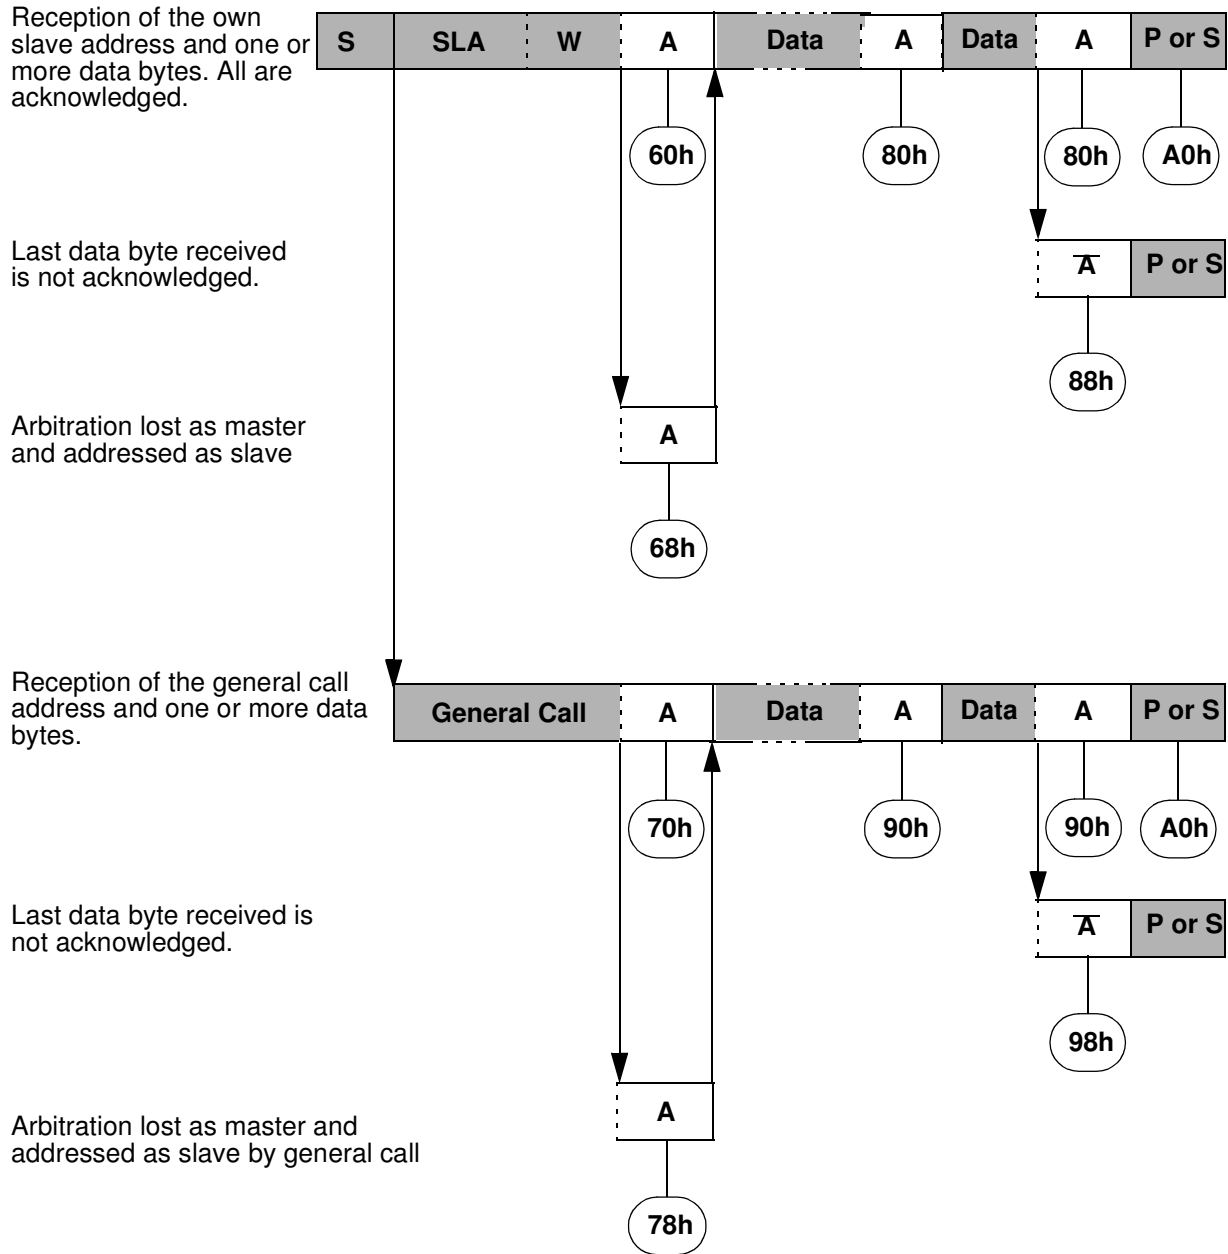 Reception of the own
slave address and one or
more data bytes. All are
acknowledged.
S SLA W A Data A Data A P or S
60h 80h 80h A0h
Last data byte received
is not acknowledged.
A̅ P or S
88h
Arbitration lost as master
and addressed as slave
A
68h
Reception of the general call
address and one or more data
bytes.
General Call A Data A Data A P or S
70h 90h 90h A0h
Last data byte received is
not acknowledged.
A̅ P or S
98h
Arbitration lost as master and
addressed as slave by general call
A
78h